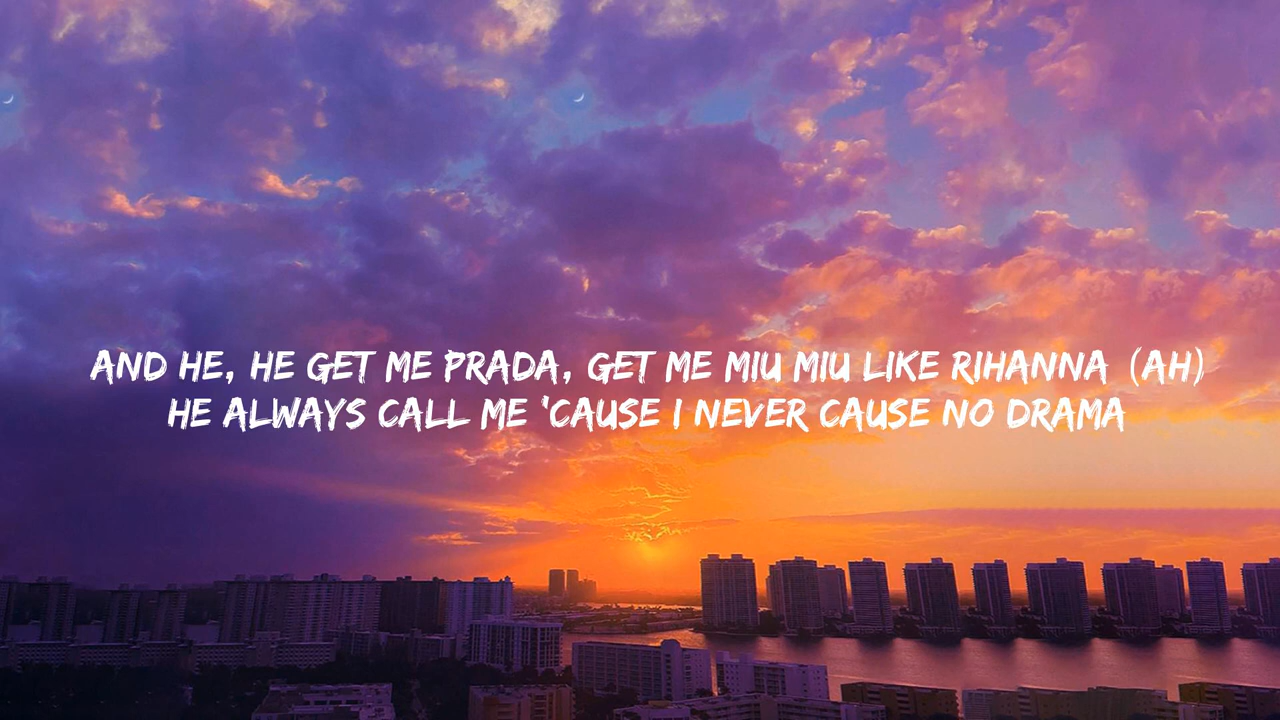 AND HE, HE GET ME PRADA, GET ME MIU MIU LIKE RIHANNA (AH)
HE ALWAYS CALL ME 'CAUSE I NEVER CAUSE NO DRAMA